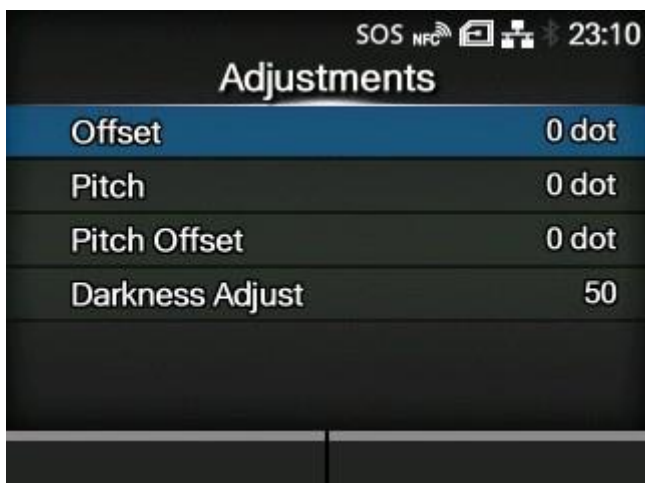 SOS NFC 23:10
Adjustments
Offset 0 dot
Pitch 0 dot
Pitch Offset 0 dot
Darkness Adjust 50